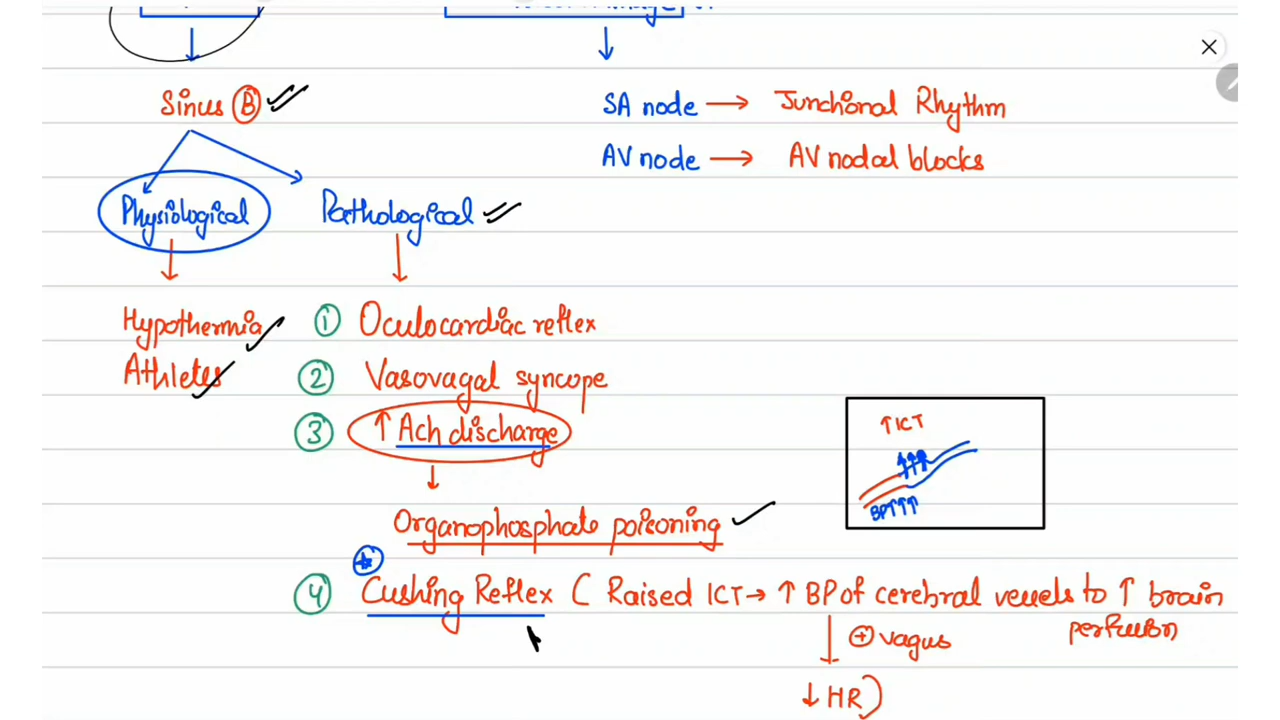 Sinus B
SA node → Junctional Rhythm
AV node → AV nodal blocks
Physiological
Pathological
Hypothermia
Athletes
① Oculocardiac reflex
② Vasovagal syncope
③ ↑ Ach discharge
Organophosphate poisoning
↑ ICT
BP↑↑↑
④ Cushing Reflex ( Raised ICT → ↑ BP of cerebral vessels to ↑ brain
perfusion
⊕ vagus
↓ HR)